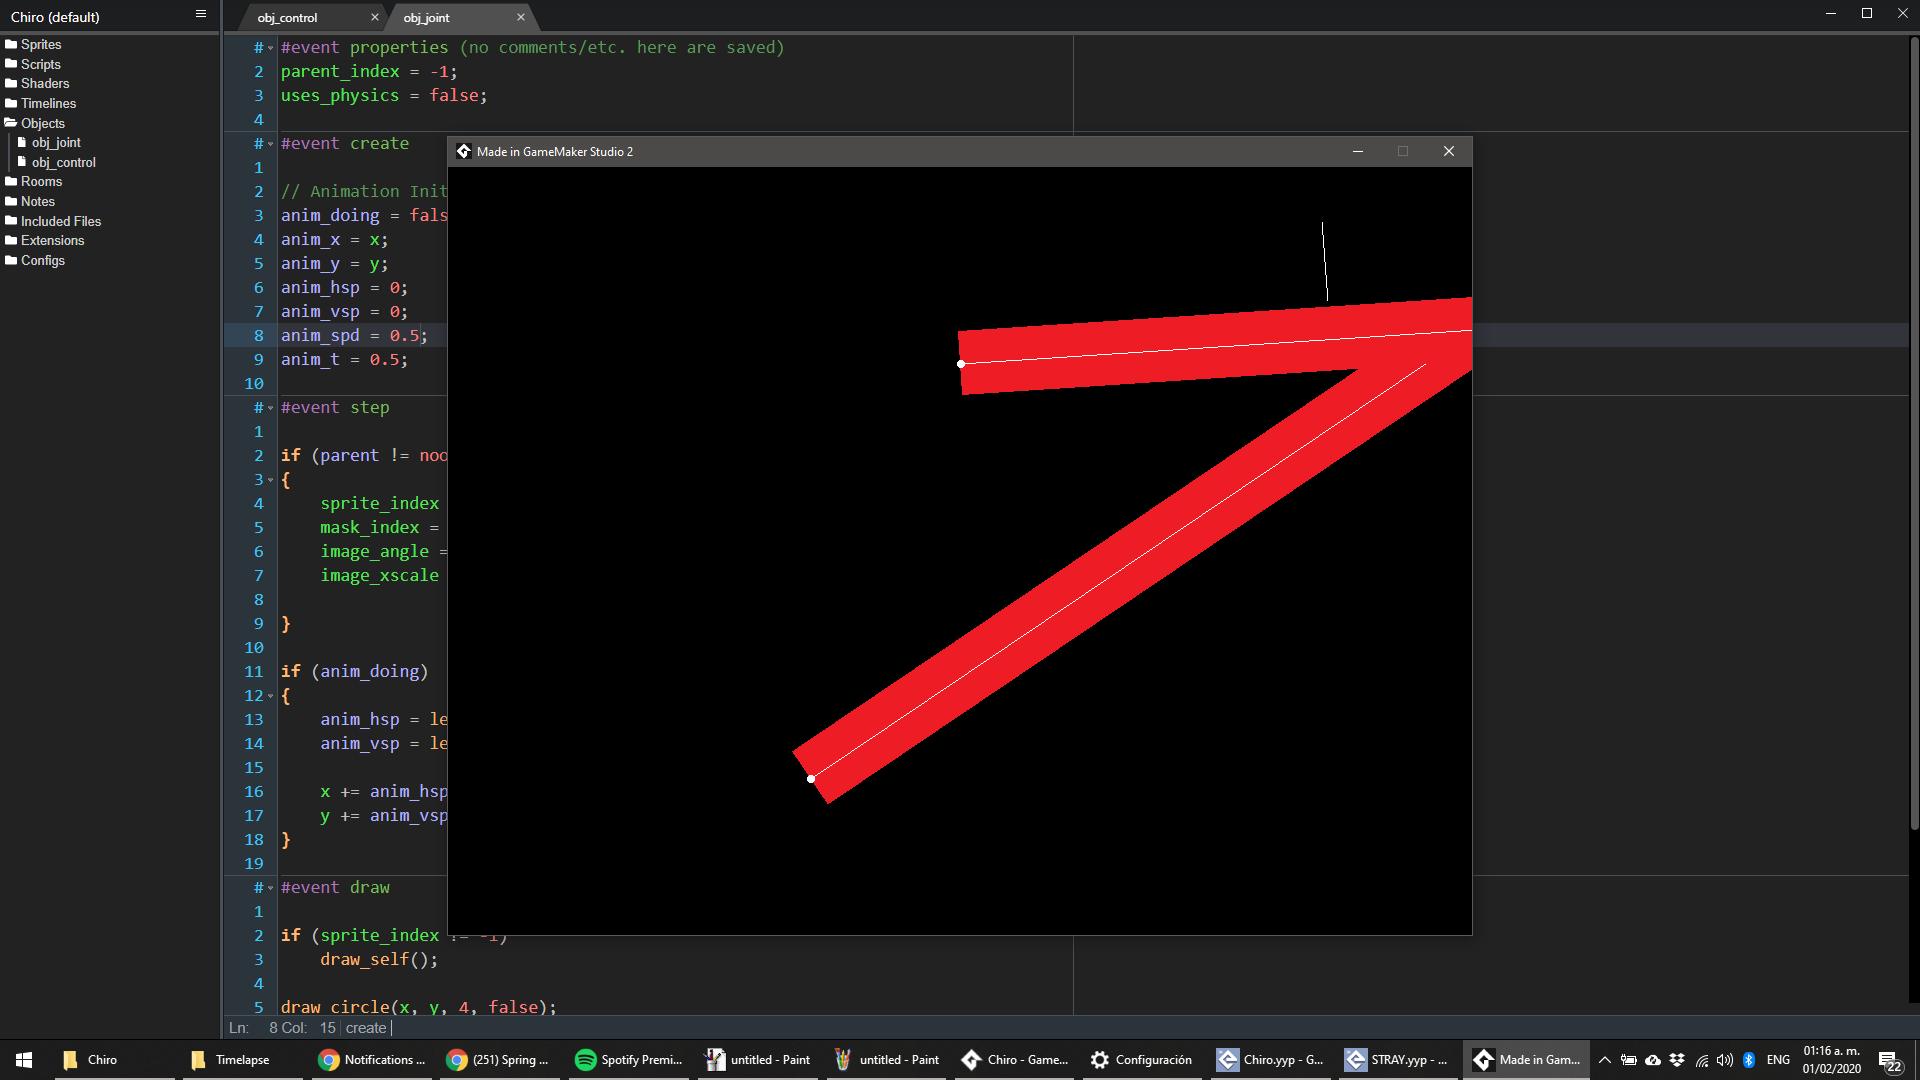 Chiro (default)
obj_control
obj_joint
Sprites
Scripts
Shaders
Timelines
Objects
obj_joint
obj_control
Rooms
Notes
Included Files
Extensions
Configs
# #event properties (no comments/etc. here are saved)
2 parent_index = -1;
3 uses_physics = false;
4
# #event create
1
2 // Animation Init
3 anim_doing = fals
4 anim_x = x;
5 anim_y = y;
6 anim_hsp = 0;
7 anim_vsp = 0;
8 anim_spd = 0.5;
9 anim_t = 0.5;
10
# #event step
1
2 if (parent != noo
3 {
4 sprite_index
5 mask_index =
6 image_angle =
7 image_xscale
8
9 }
10
11 if (anim_doing)
12 {
13 anim_hsp = le
14 anim_vsp = le
15
16 x += anim_hsp
17 y += anim_vsp
18 }
19
# #event draw
1
2 if (sprite_index != -1)
3 draw_self();
4
5 draw_circle(x, y, 4, false);
Made in GameMaker Studio 2
Ln: 8 Col: 15 create
Chiro
Timelapse
Notifications ...
(251) Spring ...
Spotify Premi...
untitled - Paint
untitled - Paint
Chiro - Game...
Configuración
Chiro.yyp - G...
STRAY.yyp - ...
Made in Gam...
ENG
01:16 a. m.
01/02/2020
22